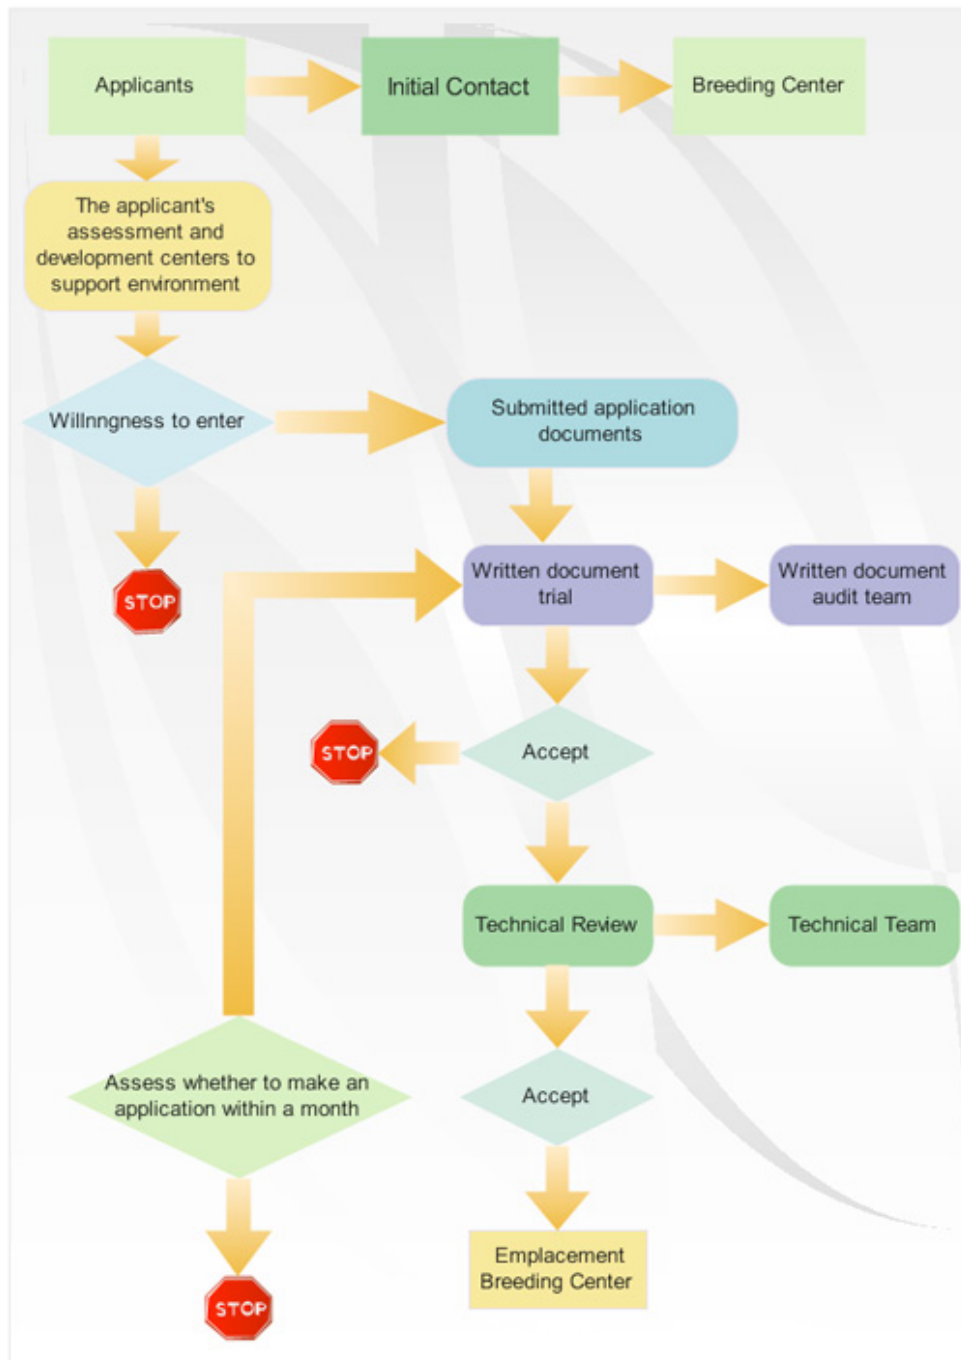 Applicants
Initial Contact
Breeding Center
The applicant's
assessment and
development centers to
support environment
Willnngness to enter
Submitted application
documents
STOP
Written document
trial
Written document
audit team
STOP
Accept
Technical Review
Technical Team
Assess whether to make an
application within a month
Accept
Emplacement
Breeding Center
STOP